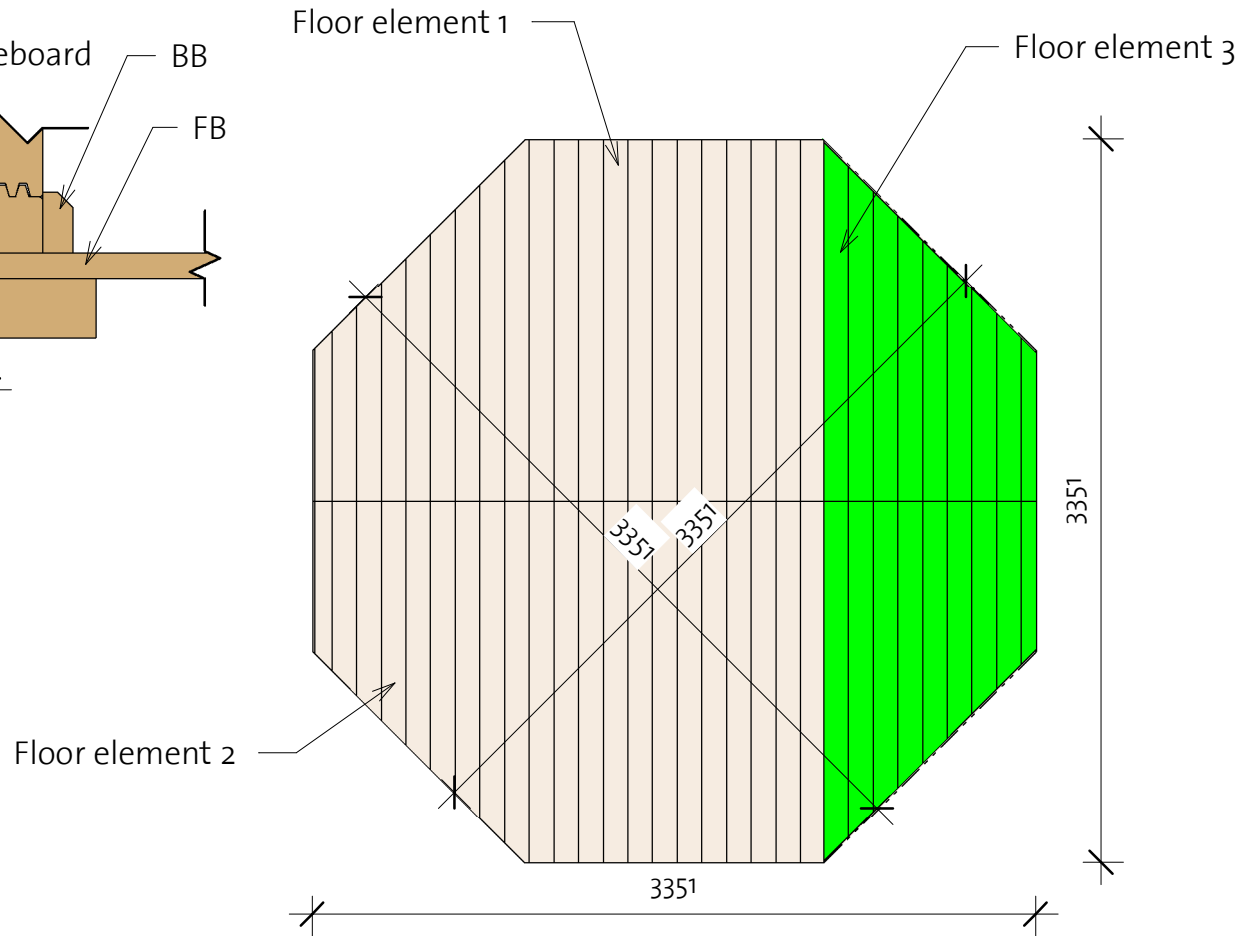 Floor element 1
Floor element 3
eboard
BB
FB
3351
3351
3351
Floor element 2
3351